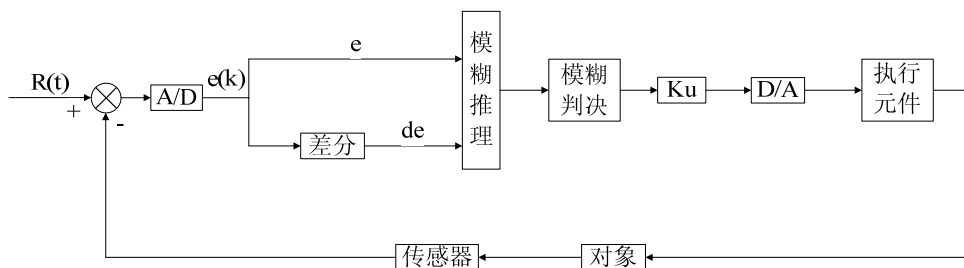 R(t)
+
-
A/D
e(k)
e
差分
de
模
糊
推
理
模糊
判决
Ku
D/A
执行
元件
传感器
对象